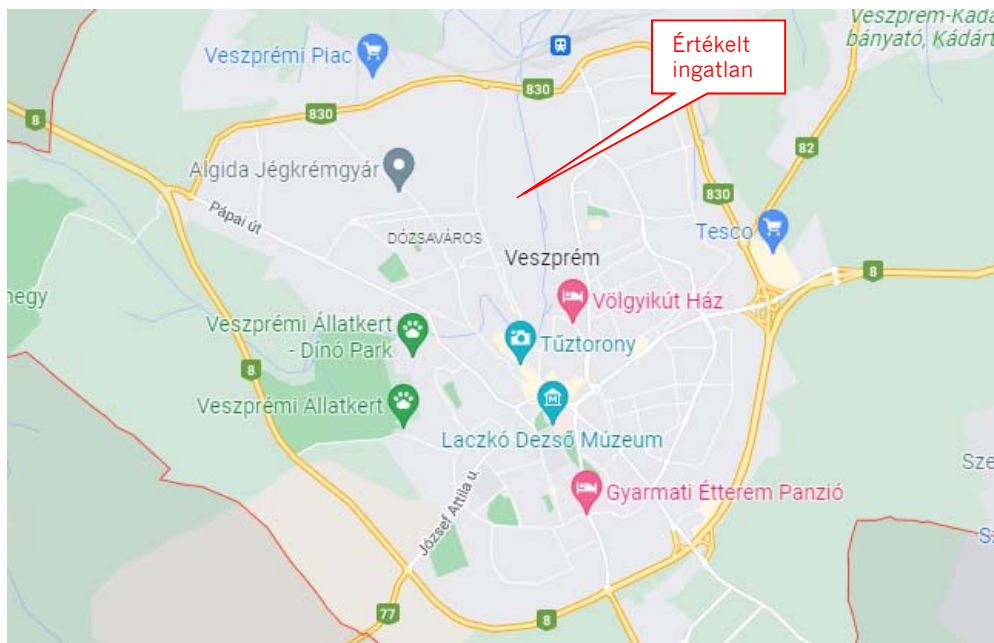 Veszprém-Káda
bányató, Kádárt
Értékelt
ingatlan
Veszprémi Piac
830
8
830
82
Algida Jégkrémgyár
830
Pápai út
Tesco
DÓZSAVÁROS
Veszprém
8
negy
Völgyikút Ház
Veszprémi Állatkert
- Dínó Park
Tűztorony
8
Veszprémi Állatkert
Laczkó Dezső Múzeum
Sze
Gyarmati Étterem Panzió
József Attila u.
S
77
8